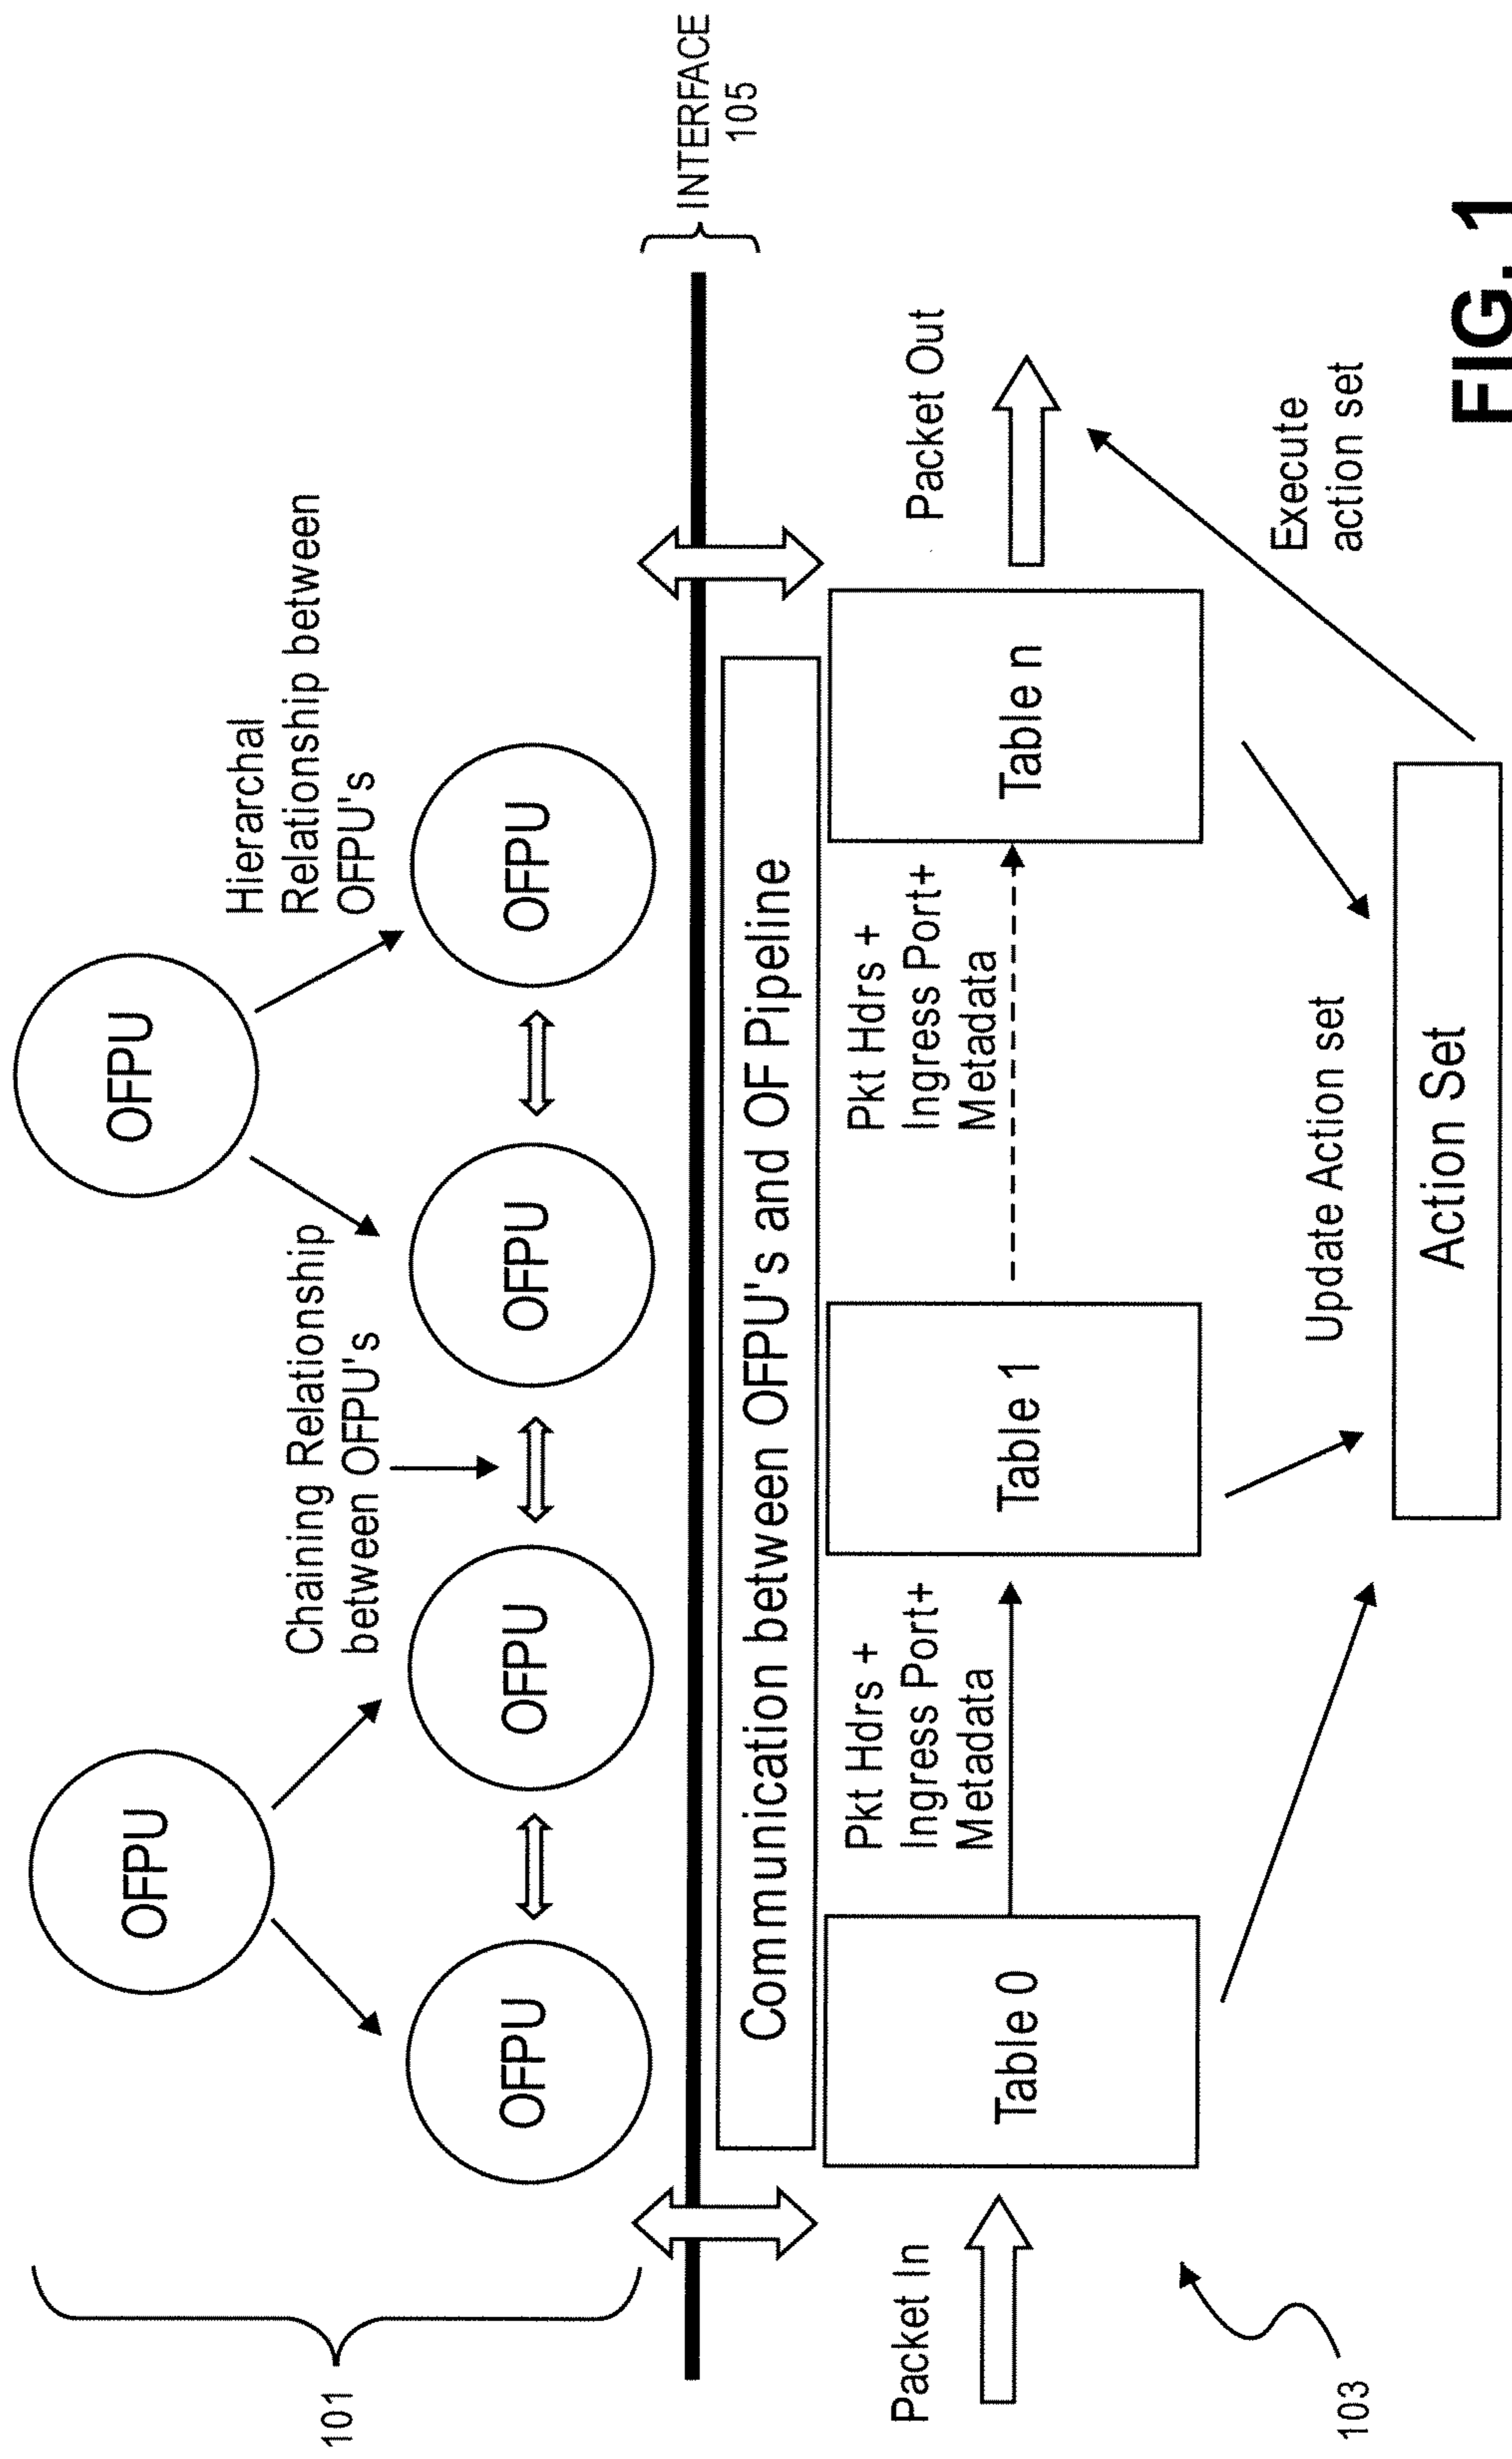 101
OFPU
OFPU
Chaining Relationship
between OFPU's
Hierarchal
Relationship between
OFPU's
OFPU
OFPU
OFPU
OFPU
INTERFACE
105
Communication between OFPU's and OF Pipeline
Packet In
Table 0
Pkt Hdrs +
Ingress Port+
Metadata
Table 1
Pkt Hdrs +
Ingress Port+
Metadata
Table n
Packet Out
103
Update Action set
Execute
action set
Action Set
FIG. 1